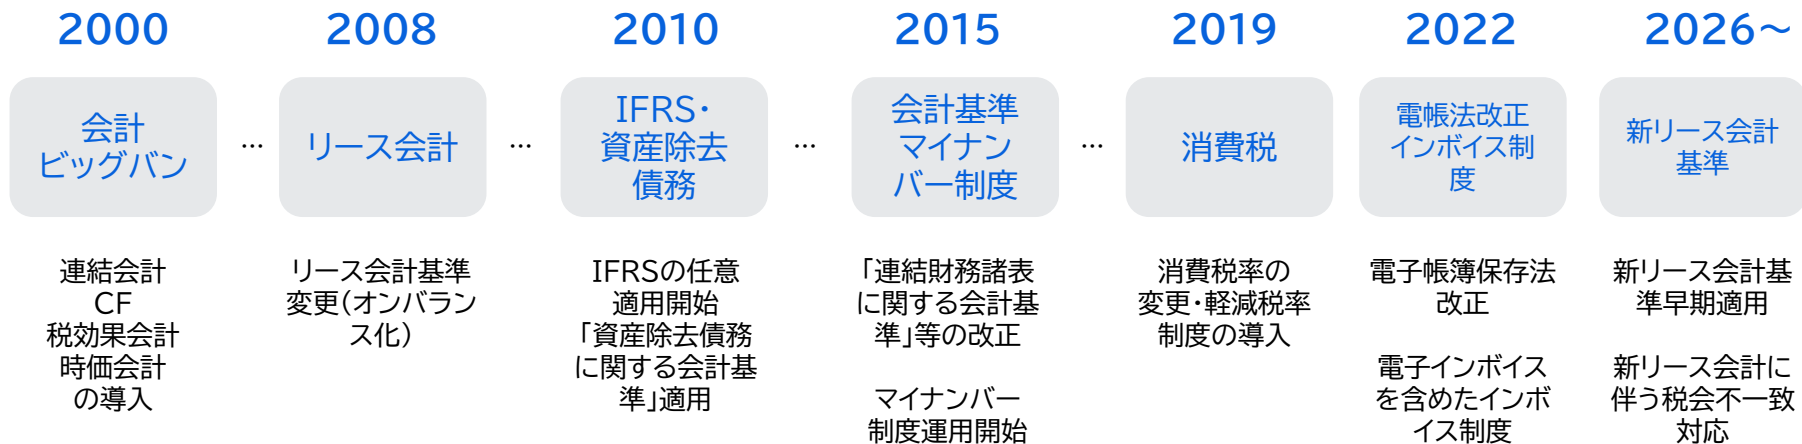 2000
会計
ビッグバン
連結会計
CF
税効果会計
時価会計
の導入
…
2008
リース会計
リース会計基準
変更(オンバラン
ス化)
…
2010
IFRS・
資産除去
債務
IFRSの任意
適用開始
「資産除去債務
に関する会計基
準」適用
…
2015
会計基準
マイナン
バー制度
「連結財務諸表
に関する会計基
準」等の改正
マイナンバー
制度運用開始
…
2019
消費税
消費税率の
変更・軽減税率
制度の導入
2022
電帳法改正
インボイス制
度
電子帳簿保存法
改正
電子インボイス
を含めたインボ
イス制度
2026~
新リース会計
基準
新リース会計基
準早期適用
新リース会計に
伴う税会不一致
対応